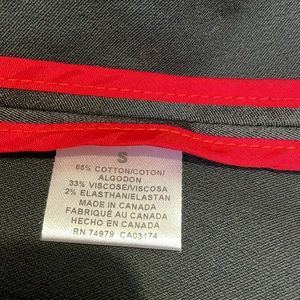 S
65% COTTON/COTON/
ALGODON
33% VISCOSE/VISCOSA
2% ELASTHAN/ELASTAN
MADE IN CANADA
FABRIQUÉ AU CANADA
HECHO EN CANADA
RN 74979 CA03174